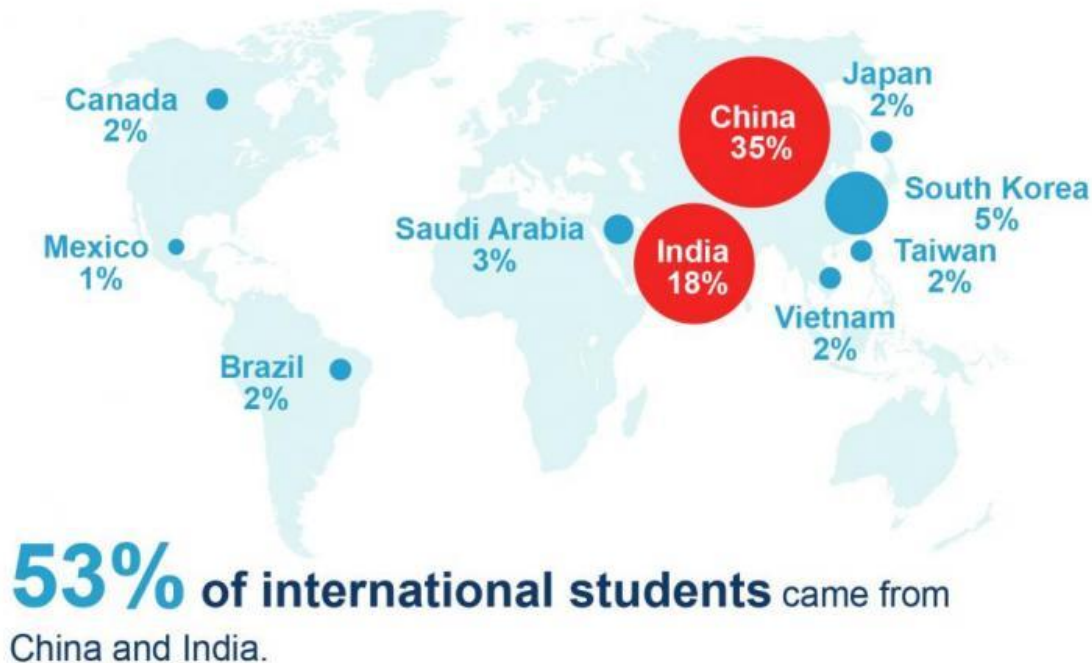 Canada
2%
Mexico
1%
Brazil
2%
Saudi Arabia
3%
China
35%
India
18%
Japan
2%
South Korea
5%
Taiwan
2%
Vietnam
2%
53% of international students came from
China and India.